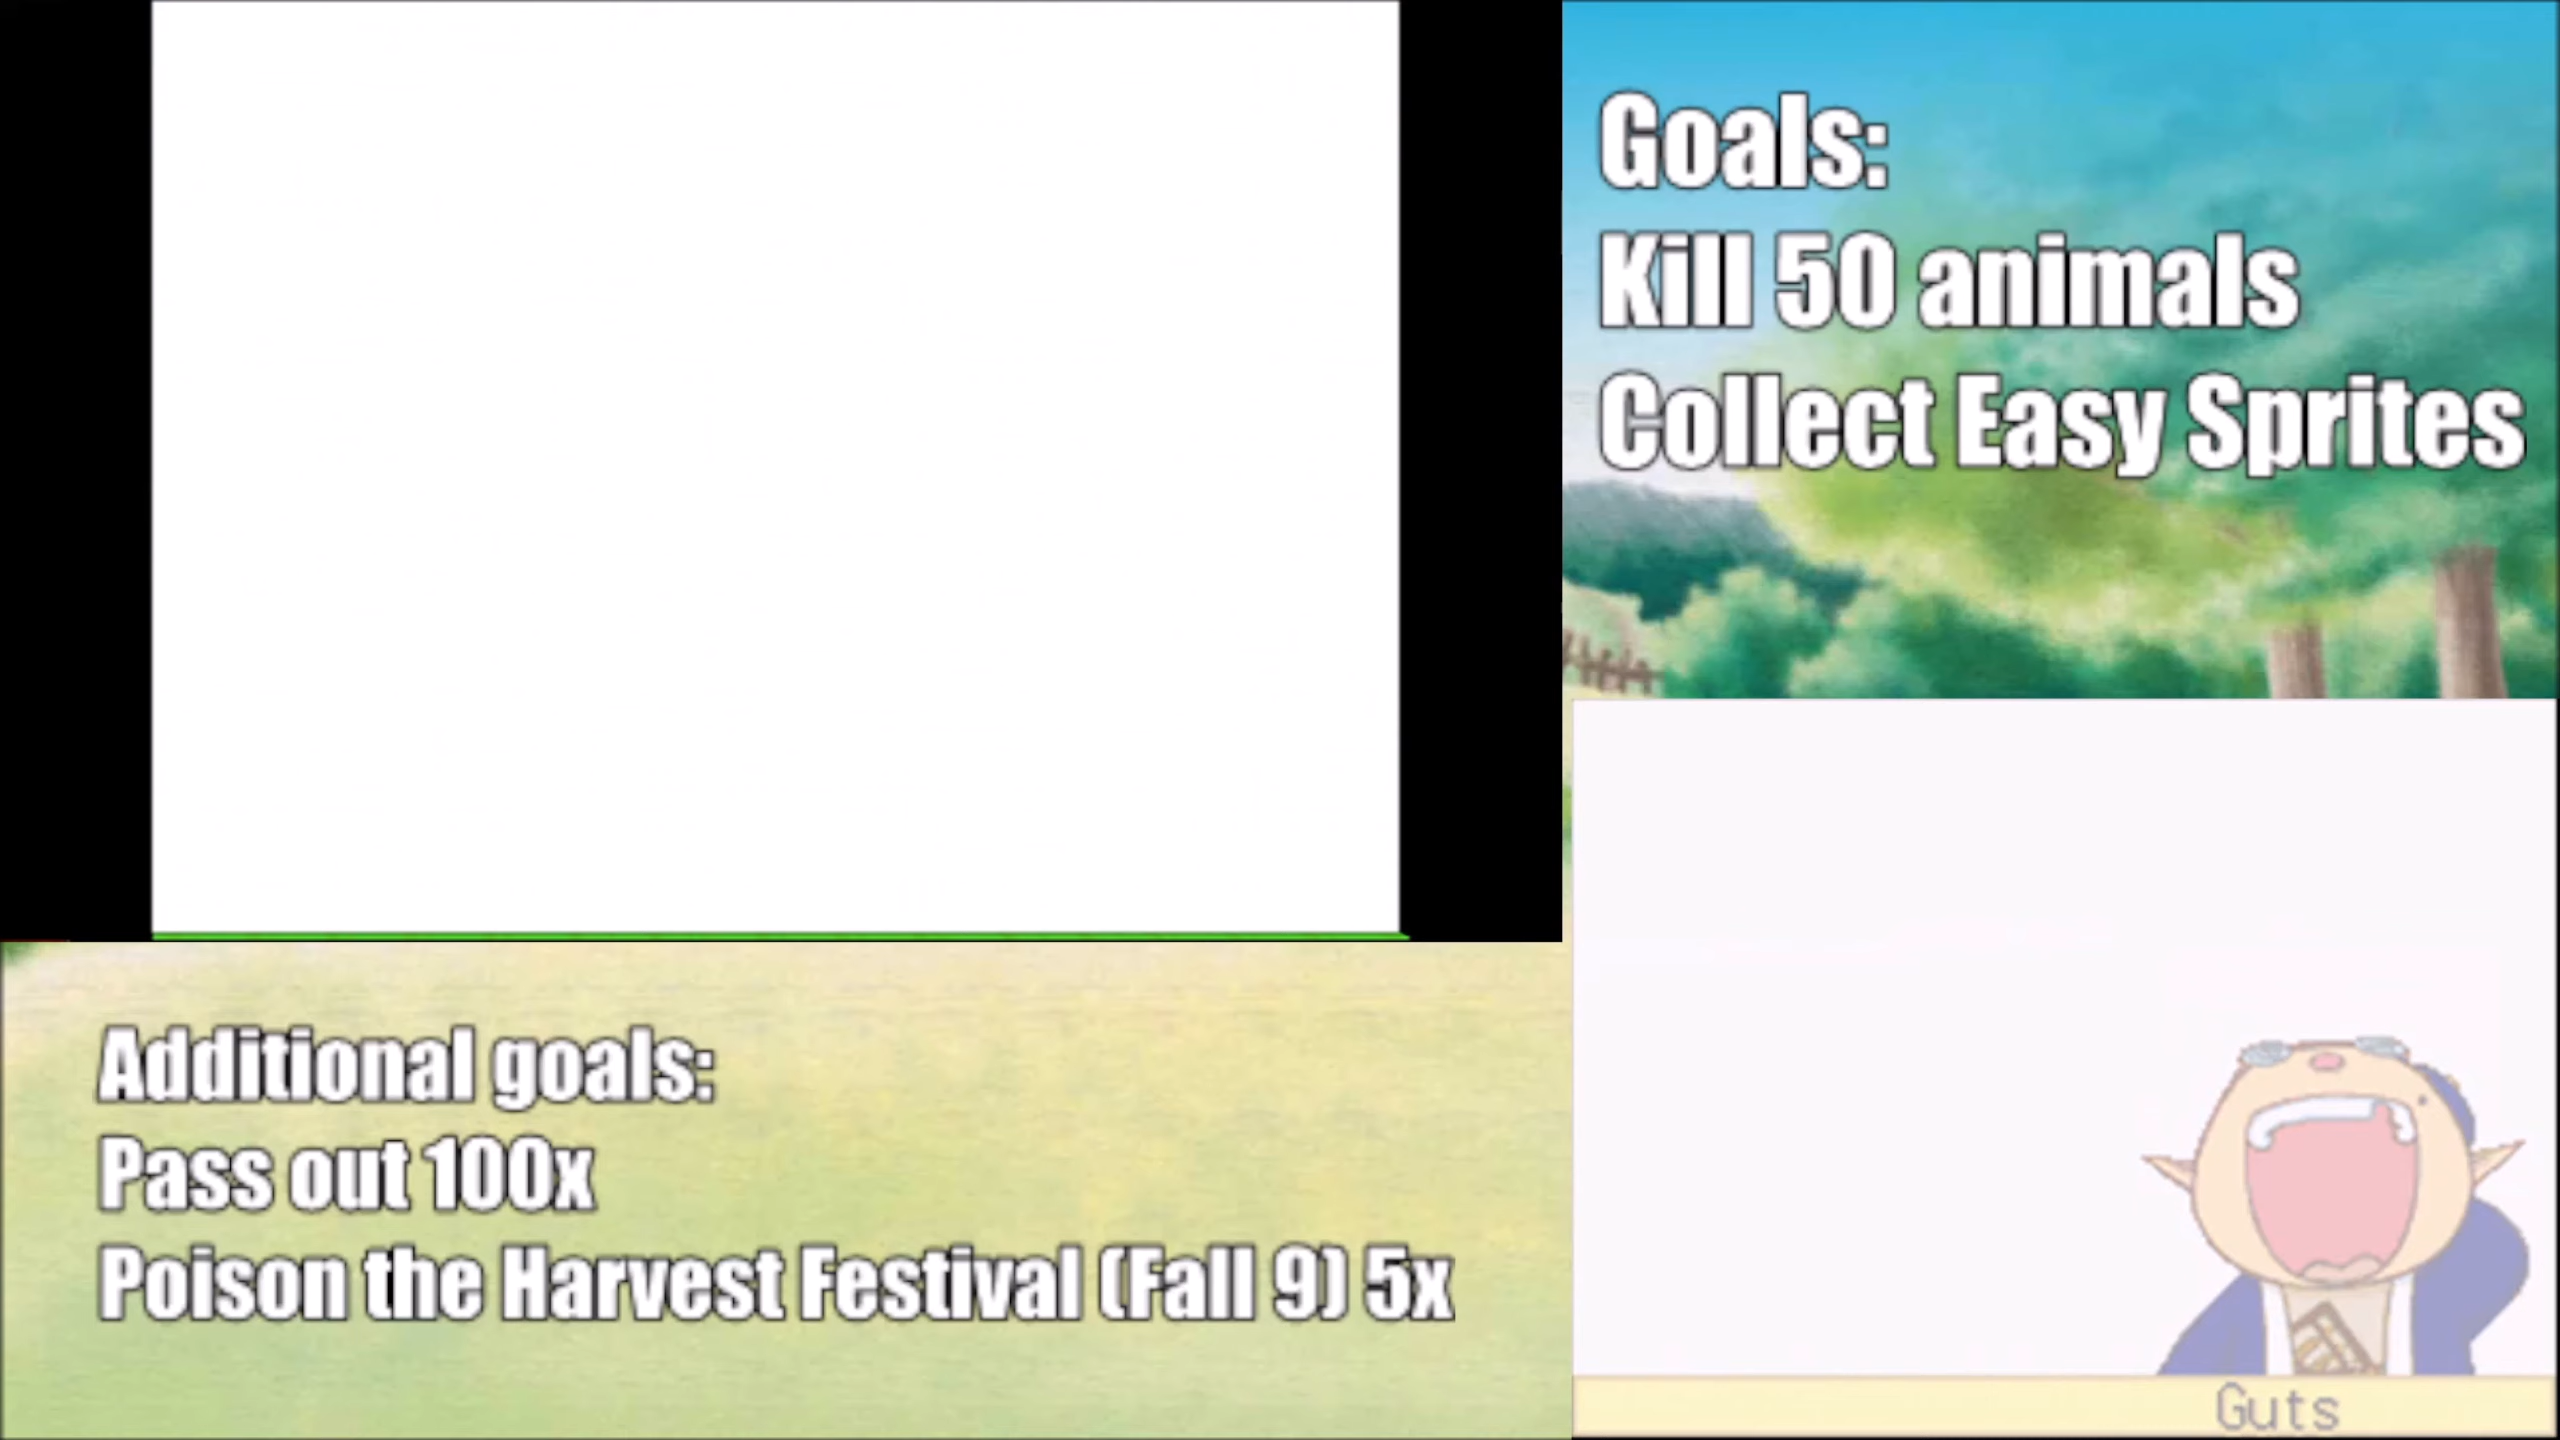 Goals:
Kill 50 animals
Collect Easy Sprites
Additional goals:
Pass out 100x
Poison the Harvest Festival (Fall 9) 5x
Guts